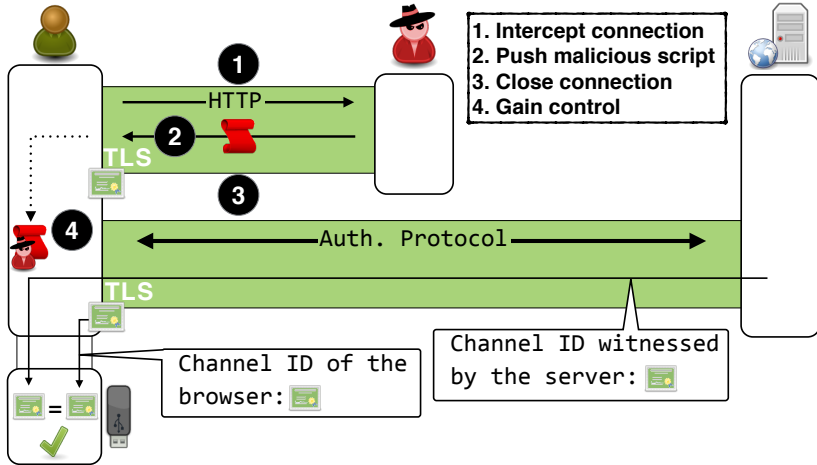 1. Intercept connection
2. Push malicious script
3. Close connection
4. Gain control
1
HTTP
2
TLS
3
4
Auth. Protocol
TLS
Channel ID of the
browser:
Channel ID witnessed
by the server:
=